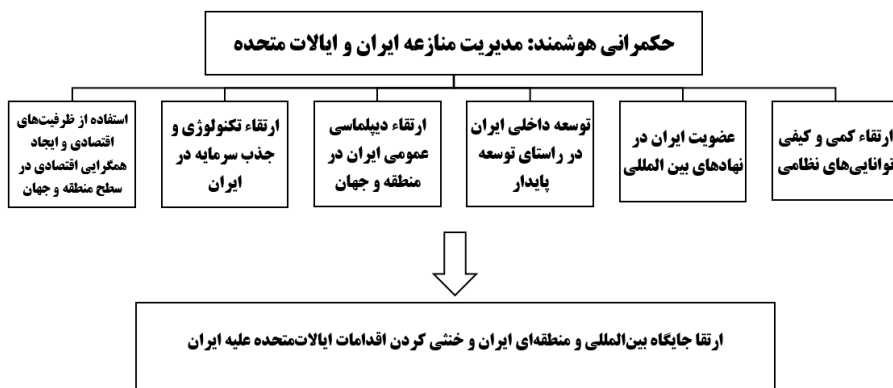 حکمرانی هوشمند: مدیریت منازعه ایران و ایالات متحده
ارتقاء کمی و کیفی
توانایی‌های نظامی
عضویت ایران در
نهادهای بین المللی
توسعه داخلی ایران
در راستای توسعه
پایدار
ارتقاء دیپلماسی
عمومی ایران در
منطقه و جهان
ارتقاء تکنولوژی و
جذب سرمایه در
ایران
استفاده از ظرفیت‌های
اقتصادی و ایجاد
همگرایی اقتصادی در
سطح منطقه و جهان
ارتقا جایگاه بین‌المللی و منطقه‌ای ایران و خنثی کردن اقدامات ایالات‌متحده علیه ایران